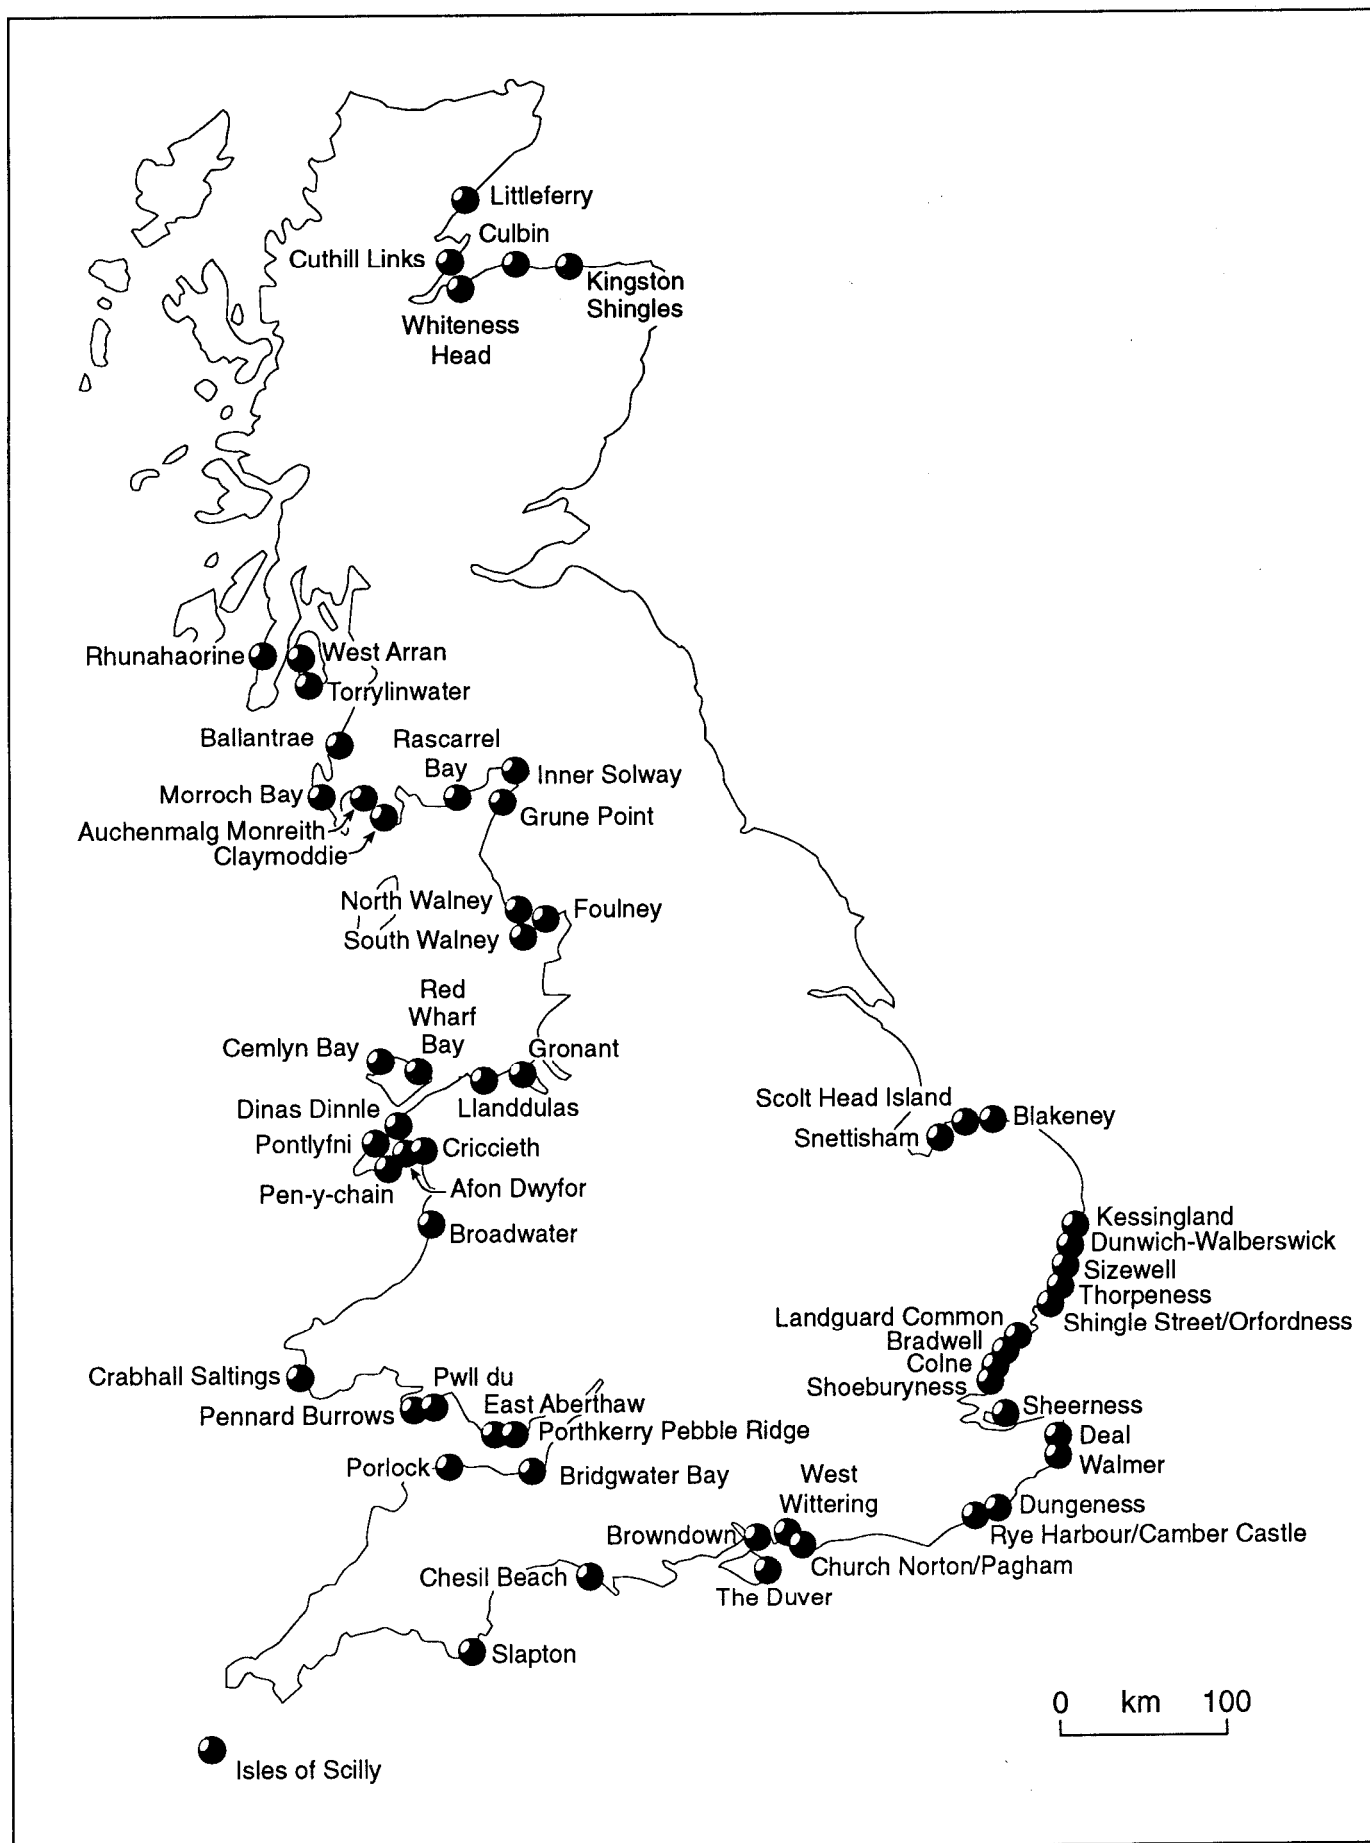 Littleferry
Culbin
Cuthill Links
Kingston
Shingles
Whiteness
Head
Rhunahaorine
West Arran
Torrylinwater
Ballantrae
Rascarrel
Bay
Inner Solway
Morroch Bay
Grune Point
Auchenmalg Monreith
Claymoddie
North Walney
Foulney
South Walney
Red
Wharf
Bay
Cemlyn Bay
Gronant
Dinas Dinnle
Llanddulas
Pontlyfni
Criccieth
Pen-y-chain
Afon Dwyfor
Broadwater
Scolt Head Island
Blakeney
Snettisham
Kessingland
Dunwich-Walberswick
Sizewell
Thorpeness
Shingle Street/Orfordness
Landguard Common
Bradwell
Colne
Shoeburyness
Crabhall Saltings
Pwll du
Pennard Burrows
East Aberthaw
Porthkerry Pebble Ridge
Sheerness
Deal
Walmer
Porlock
Bridgwater Bay
West
Wittering
Dungeness
Rye Harbour/Camber Castle
Browndown
Church Norton/Pagham
Chesil Beach
The Duver
Slapton
0 km 100
Isles of Scilly